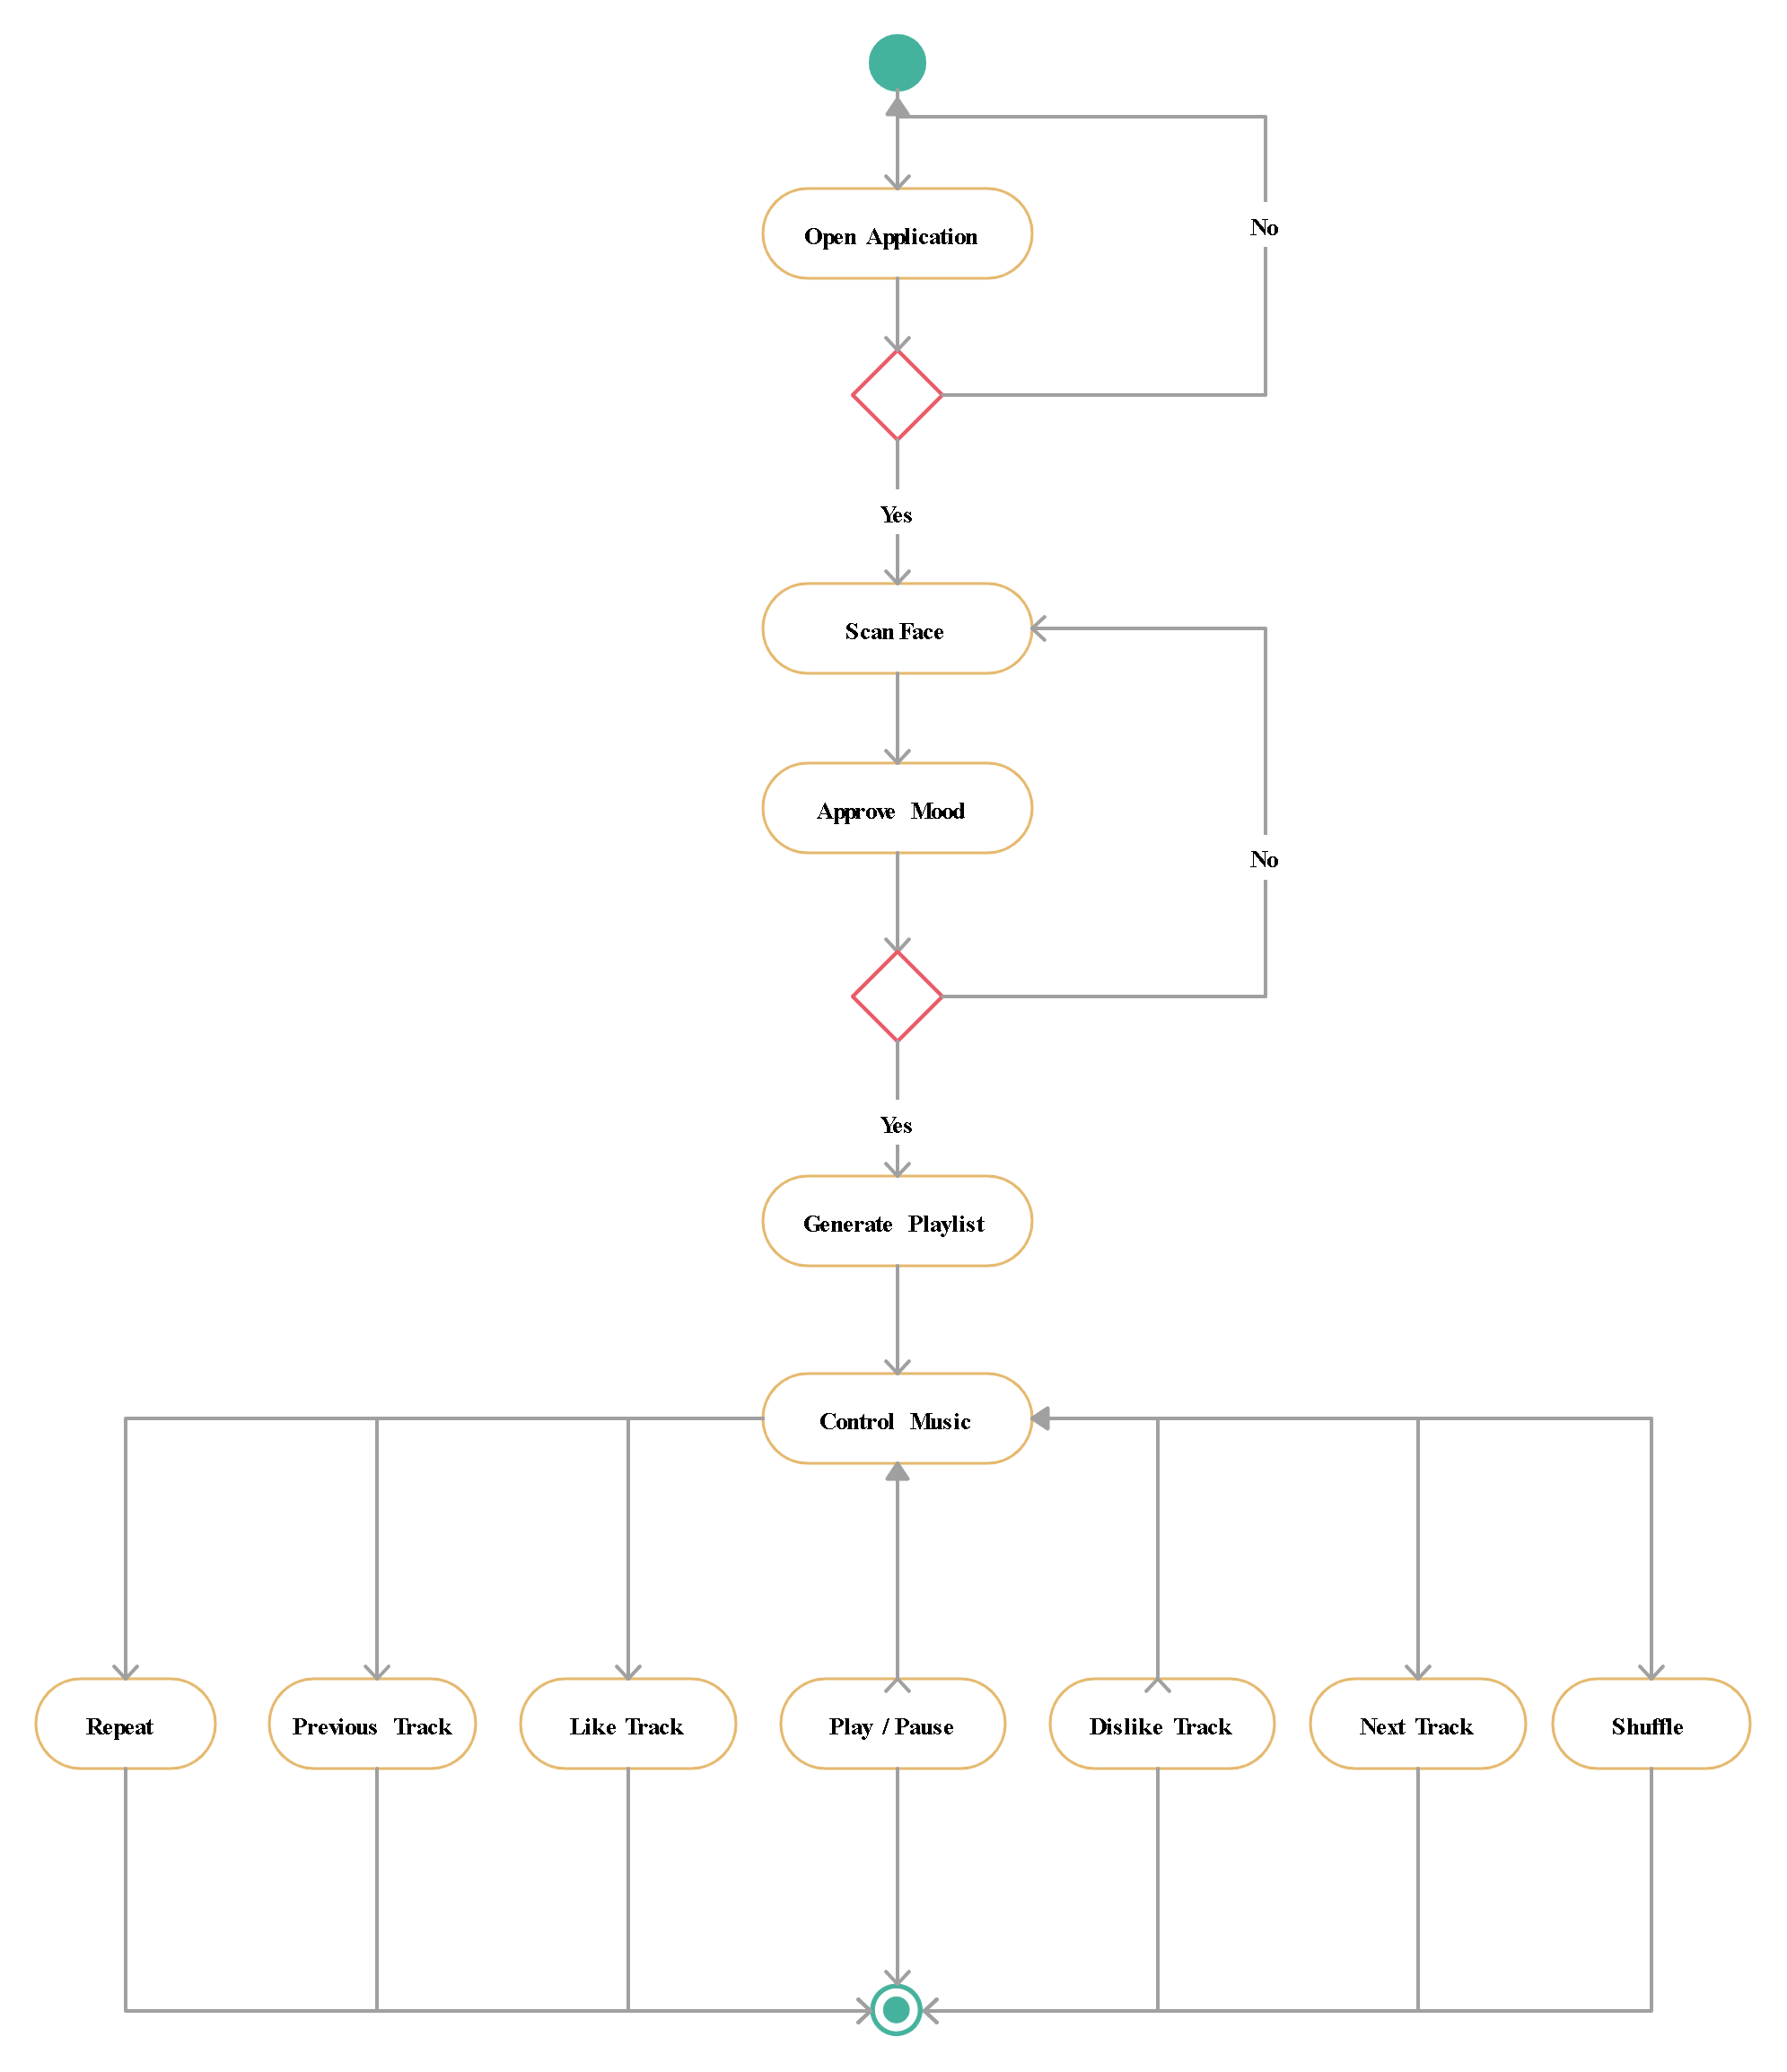 Open Application
No
Yes
Scan Face
Approve Mood
No
Yes
Generate Playlist
Control Music
Repeat
Previous Track
Like Track
Play / Pause
Dislike Track
Next Track
Shuffle